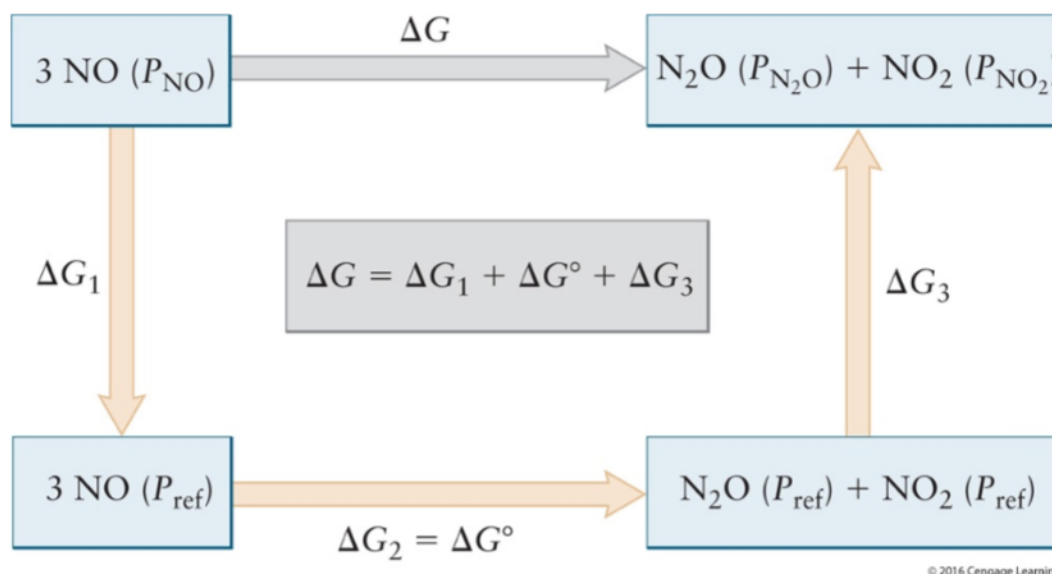 ΔG
3 NO (P_NO)
N₂O (P_N₂O) + NO₂ (P_NO₂)
ΔG₁
ΔG = ΔG₁ + ΔG° + ΔG₃
ΔG₃
3 NO (P_ref)
N₂O (P_ref) + NO₂ (P_ref)
ΔG₂ = ΔG°
© 2016 Cengage Learnin